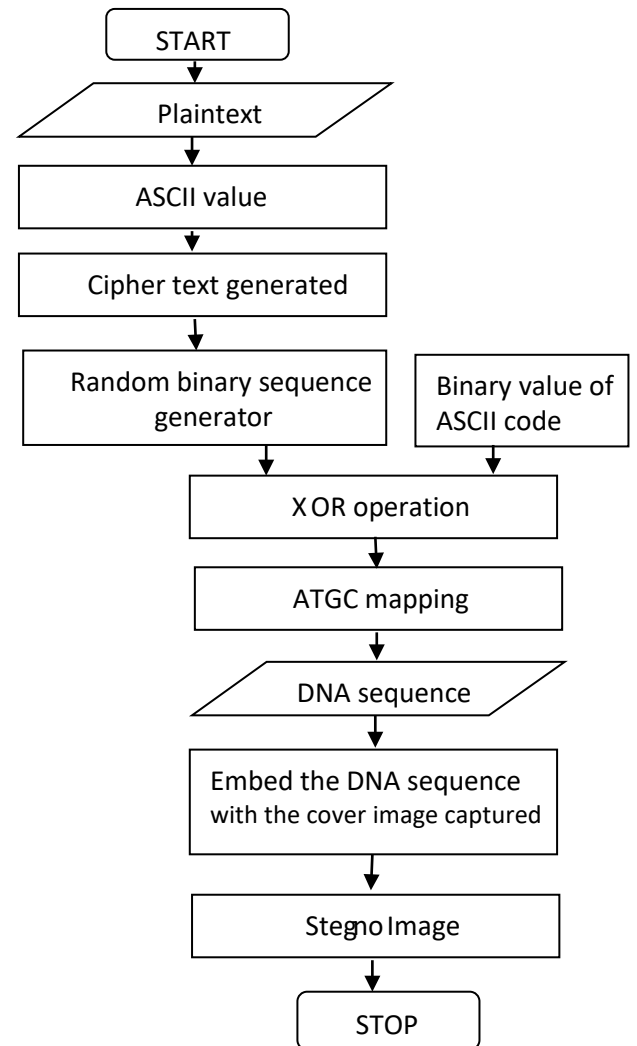 START
Plaintext
ASCII value
Cipher text generated
Random binary sequence
generator
Binary value of
ASCII code
XOR operation
ATGC mapping
DNA sequence
Embed the DNA sequence
with the cover image captured
Stegno Image
STOP